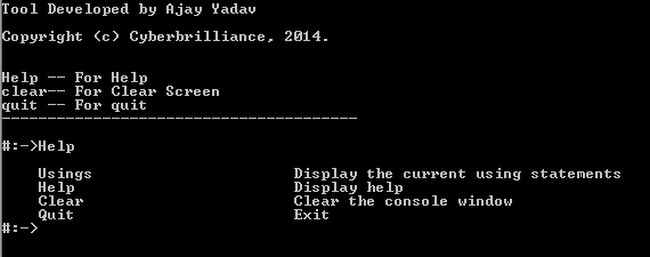 Tool Developed by Ajay Yadav
Copyright (c) Cyberbrilliance, 2014.
Help -- For Help
clear-- For Clear Screen
quit -- For quit
---------------------------------------
#:->Help
Usings Display the current using statements
Help Display help
Clear Clear the console window
Quit Exit
#:->